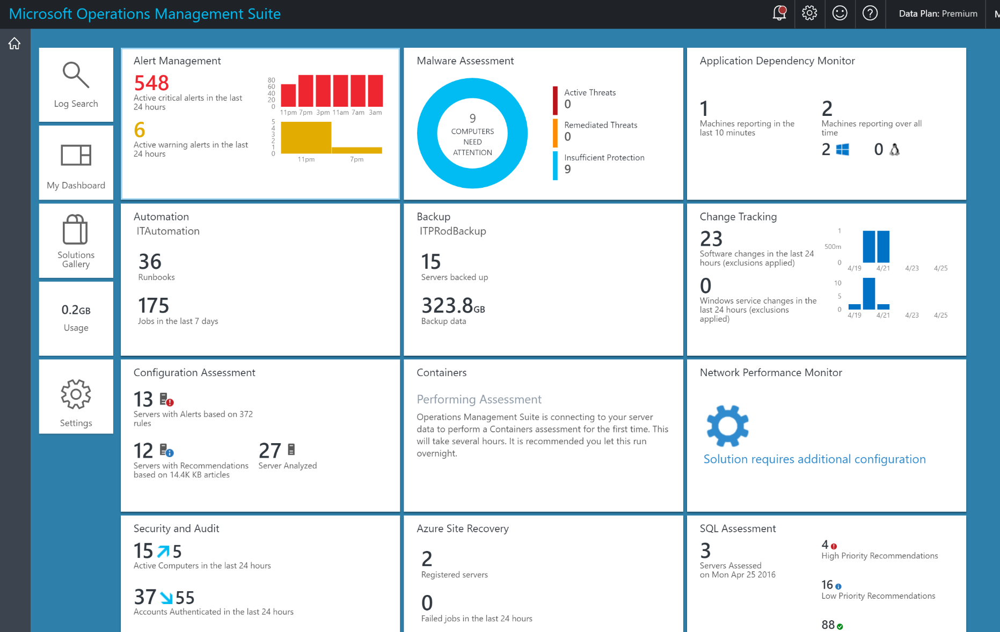 Microsoft Operations Management Suite
Data Plan: Premium
Log Search
My Dashboard
Solutions
Gallery
0.2GB
Usage
Settings
Alert Management
548
Active critical alerts in the last
24 hours
80
60
40
20
0
11pm 7pm 3pm 11am 7am 3am
6
Active warning alerts in the last
24 hours
5
4
3
2
1
0
11pm 7pm
Malware Assessment
9
COMPUTERS
NEED
ATTENTION
Active Threats
0
Remediated Threats
0
Insufficient Protection
9
Application Dependency Monitor
1
Machines reporting in the
last 10 minutes
2
Machines reporting over all
time
2 0
Automation
ITAutomation
36
Runbooks
175
Jobs in the last 7 days
Backup
ITPRodBackup
15
Servers backed up
323.8GB
Backup data
Change Tracking
23
Software changes in the last 24
hours (exclusions applied)
1
500m
0
4/19 4/21 4/23 4/25
0
Windows service changes in the
last 24 hours (exclusions
applied)
10
5
0
4/19 4/21 4/23 4/25
Configuration Assessment
13
Servers with Alerts based on 372
rules
12
Servers with Recommendations
based on 14.4K KB articles
27
Server Analyzed
Containers
Performing Assessment
Operations Management Suite is connecting to your server
data to perform a Containers assessment for the first time. This
will take several hours. It is recommended you let this run
overnight.
Network Performance Monitor
Solution requires additional configuration
Security and Audit
15 5
Active Computers in the last 24 hours
37 55
Accounts Authenticated in the last 24 hours
Azure Site Recovery
2
Registered servers
0
Failed jobs in the last 24 hours
SQL Assessment
3
Servers Assessed
on Mon Apr 25 2016
4
High Priority Recommendations
16
Low Priority Recommendations
88